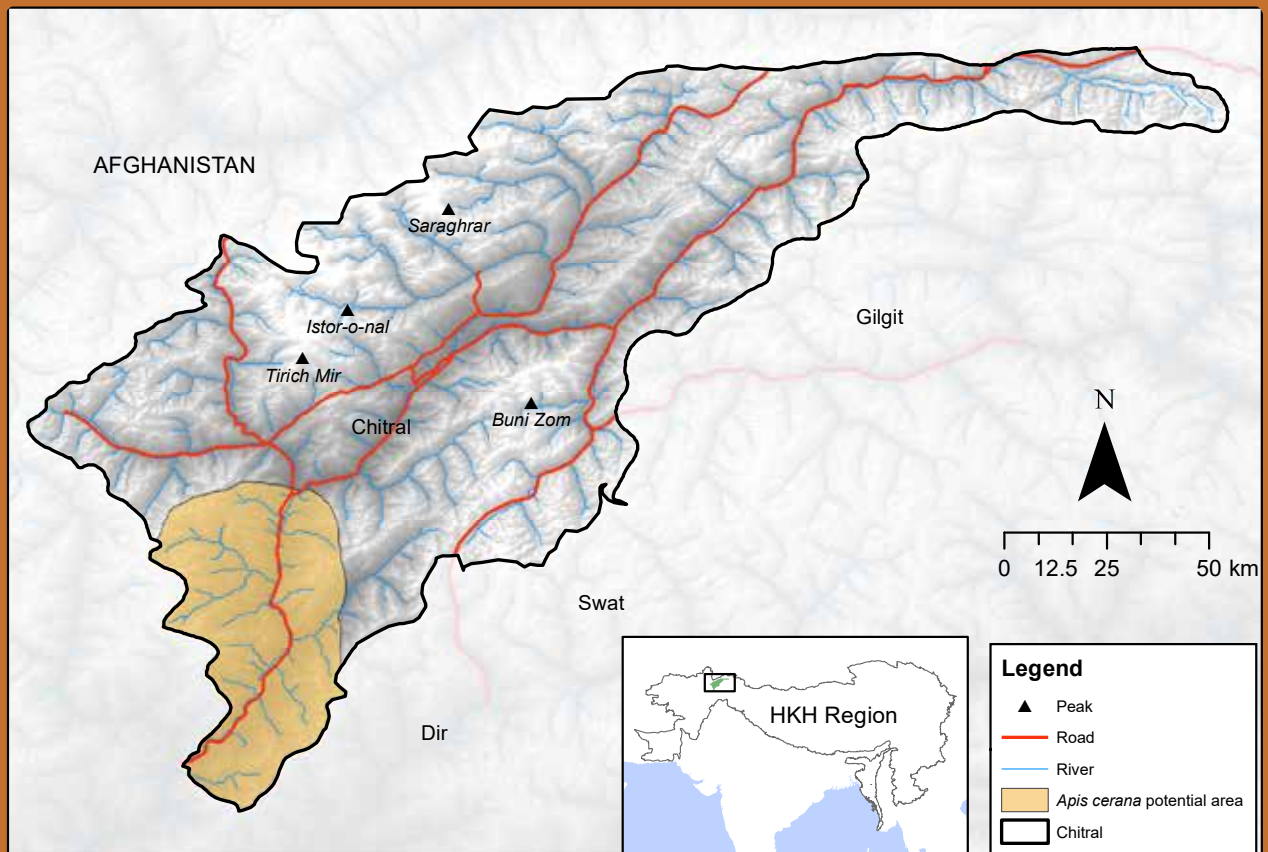 AFGHANISTAN
Saraghrar
Istor-o-nal
Gilgit
Tirich Mir
Buni Zom
Chitral
N
0 12.5 25 50 km
Swat
Dir
HKH Region
Legend
Peak
Road
River
Apis cerana potential area
Chitral